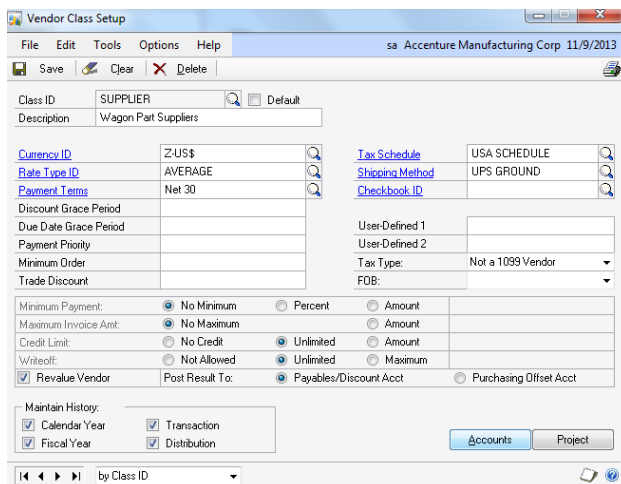 Vendor Class Setup
File Edit Tools Options Help sa Accenture Manufacturing Corp 11/9/2013
Save Clear Delete
Class ID SUPPLIER Default
Description Wagon Part Suppliers
Currency ID Z-US$ Tax Schedule USA SCHEDULE
Rate Type ID AVERAGE Shipping Method UPS GROUND
Payment Terms Net 30 Checkbook ID
Discount Grace Period
Due Date Grace Period User-Defined 1
Payment Priority User-Defined 2
Minimum Order Tax Type: Not a 1099 Vendor
Trade Discount FOB:
Minimum Payment: No Minimum Percent Amount
Maximum Invoice Amt: No Maximum Amount
Credit Limit: No Credit Unlimited Amount
Writeoff: Not Allowed Unlimited Maximum
Revalue Vendor Post Result To: Payables/Discount Acct Purchasing Offset Acct
Maintain History:
Calendar Year Transaction
Fiscal Year Distribution Accounts Project
by Class ID